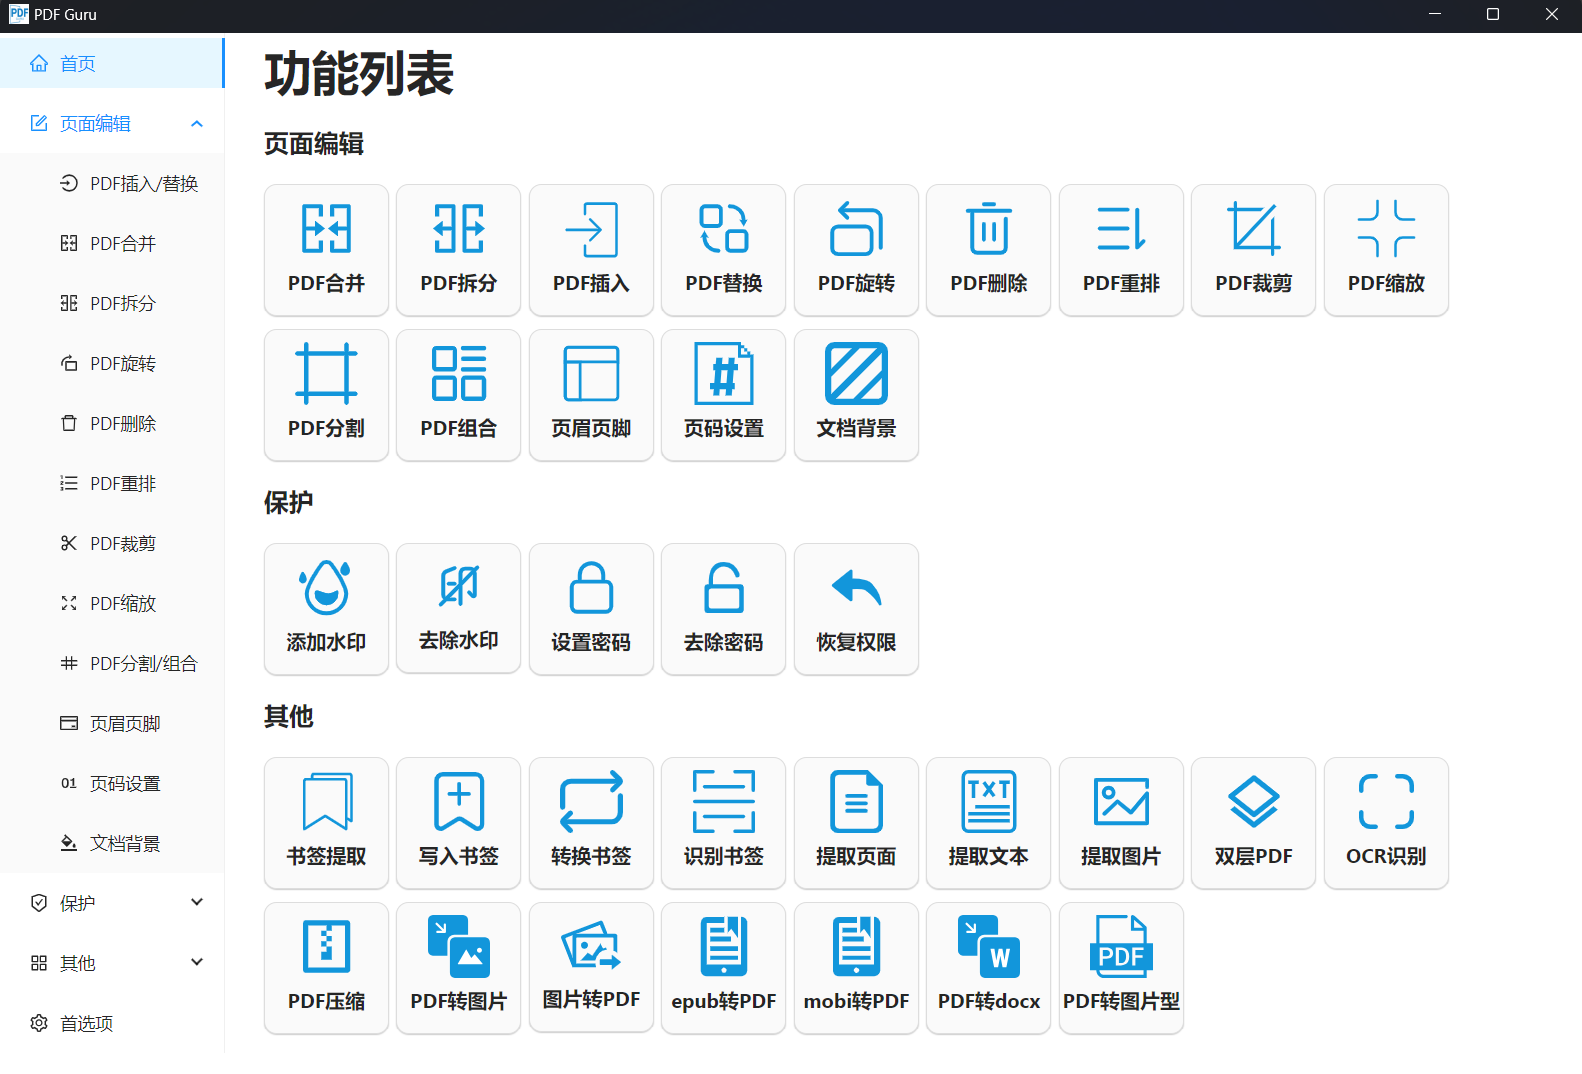 PDF Guru
首页
页面编辑
PDF插入/替换
PDF合并
PDF拆分
PDF旋转
PDF删除
PDF重排
PDF裁剪
PDF缩放
PDF分割/组合
页眉页脚
01 页码设置
文档背景
保护
其他
首选项
功能列表
页面编辑
PDF合并 PDF拆分 PDF插入 PDF替换 PDF旋转 PDF删除 PDF重排 PDF裁剪 PDF缩放
PDF分割 PDF组合 页眉页脚 页码设置 文档背景
保护
添加水印 去除水印 设置密码 去除密码 恢复权限
其他
TXT
书签提取 写入书签 转换书签 识别书签 提取页面 提取文本 提取图片 双层PDF OCR识别
W PDF
PDF压缩 PDF转图片 图片转PDF epub转PDF mobi转PDF PDF转docx PDF转图片型